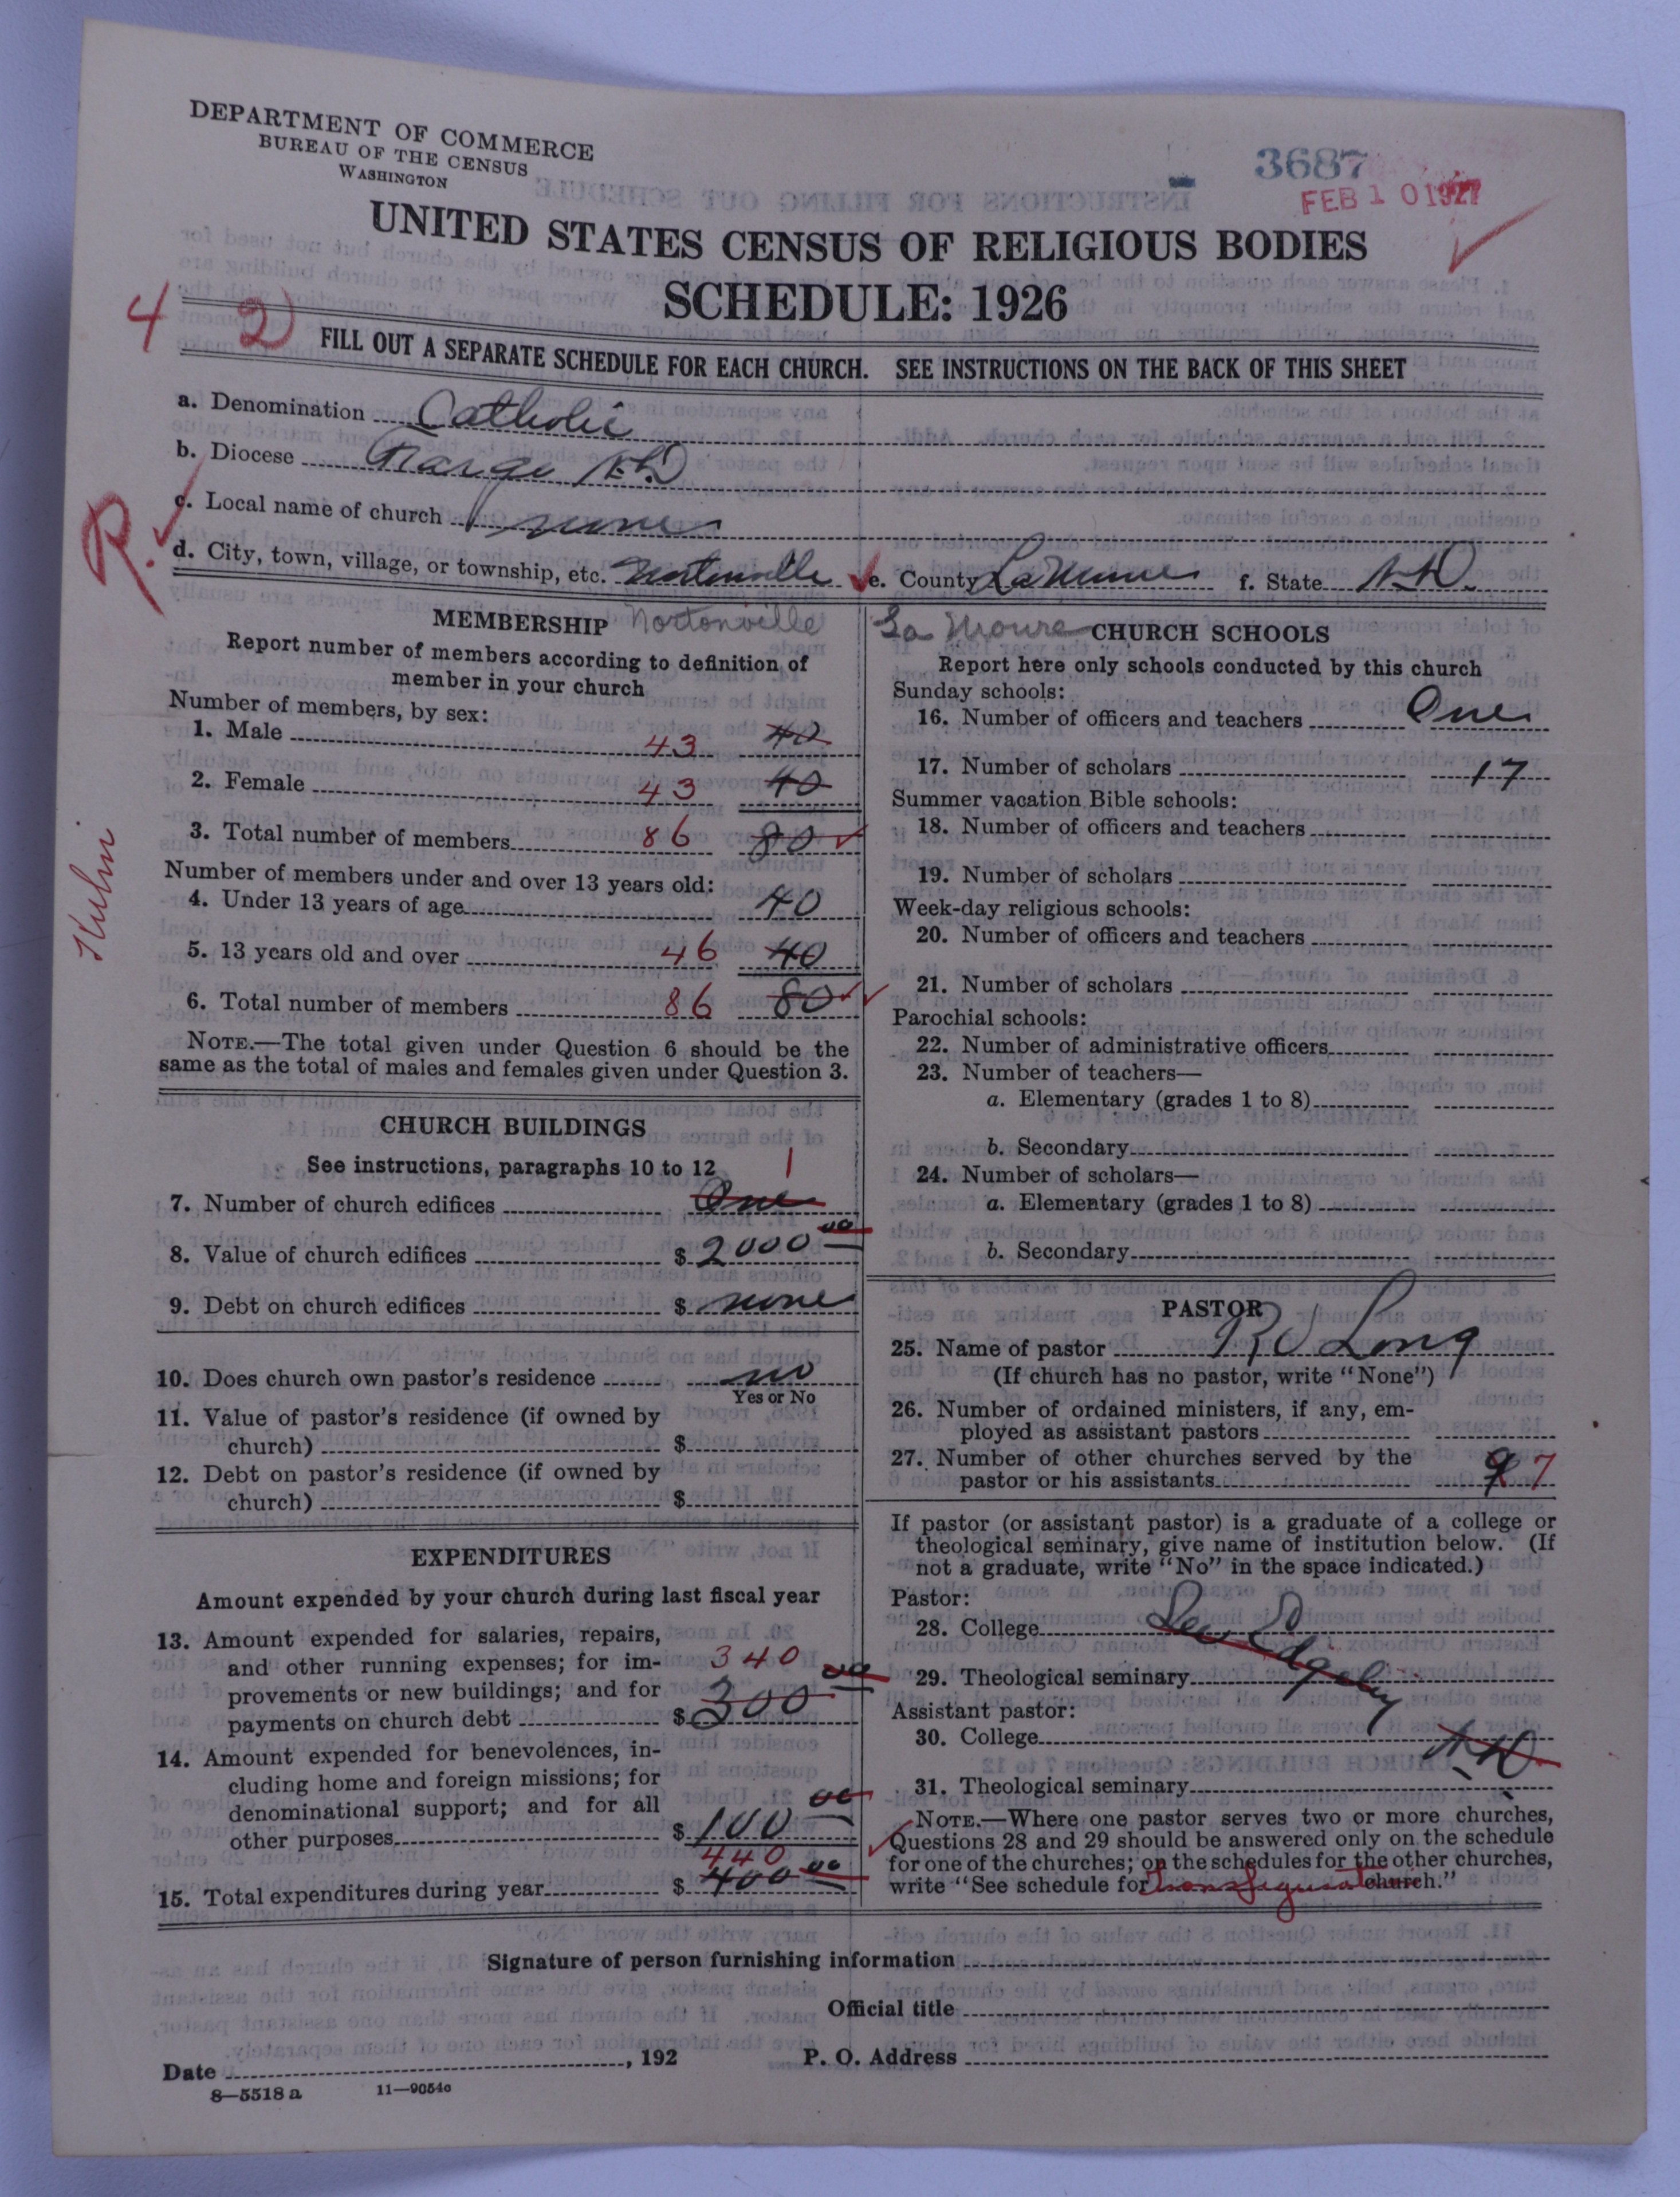 DEPARTMENT OF COMMERCE
BUREAU OF THE CENSUS
WASHINGTON
3687
FEB 10 1927
UNITED STATES CENSUS OF RELIGIOUS BODIES
SCHEDULE: 1926
4 2)
FILL OUT A SEPARATE SCHEDULE FOR EACH CHURCH. SEE INSTRUCTIONS ON THE BACK OF THIS SHEET
a. Denomination Catholic
b. Diocese Fargo N.D
c. Local name of church none
R.
d. City, town, village, or township, etc. Nortonville e. County LaMoure f. State N.D.
MEMBERSHIP Nortonville
Report number of members according to definition of
member in your church
Number of members, by sex:
1. Male 43 40
2. Female 43 40
3. Total number of members 86 80
Number of members under and over 13 years old:
4. Under 13 years of age 40
5. 13 years old and over 46 40
6. Total number of members 86 80
NOTE.—The total given under Question 6 should be the
same as the total of males and females given under Question 3.
Kulm
CHURCH BUILDINGS
See instructions, paragraphs 10 to 12
1
7. Number of church edifices One
8. Value of church edifices $2000 00
9. Debt on church edifices $ none
10. Does church own pastor's residence no
Yes or No
11. Value of pastor's residence (if owned by
church) $
12. Debt on pastor's residence (if owned by
church) $
EXPENDITURES
Amount expended by your church during last fiscal year
13. Amount expended for salaries, repairs,
and other running expenses; for im- 340
provements or new buildings; and for 00
payments on church debt $300
14. Amount expended for benevolences, in-
cluding home and foreign missions; for
denominational support; and for all 00
other purposes $100
440
15. Total expenditures during year $400 00
La Moure CHURCH SCHOOLS
Report here only schools conducted by this church
Sunday schools:
16. Number of officers and teachers One
17. Number of scholars 17
Summer vacation Bible schools:
18. Number of officers and teachers
19. Number of scholars
Week-day religious schools:
20. Number of officers and teachers
21. Number of scholars
Parochial schools:
22. Number of administrative officers
23. Number of teachers—
a. Elementary (grades 1 to 8)
b. Secondary
24. Number of scholars—
a. Elementary (grades 1 to 8)
b. Secondary
PASTOR
25. Name of pastor Long
(If church has no pastor, write "None")
26. Number of ordained ministers, if any, em-
ployed as assistant pastors
27. Number of other churches served by the
pastor or his assistants 7
If pastor (or assistant pastor) is a graduate of a college or
theological seminary, give name of institution below. (If
not a graduate, write "No" in the space indicated.)
Pastor:
28. College See
29. Theological seminary Edgeley
Assistant pastor:
30. College
N.D.
31. Theological seminary
NOTE.—Where one pastor serves two or more churches,
Questions 28 and 29 should be answered only on the schedule
for one of the churches; on the schedules for the other churches,
write "See schedule for Transfiguration church."
Signature of person furnishing information
Official title
Date , 192 P. O. Address
8—5518 a 11—9054c